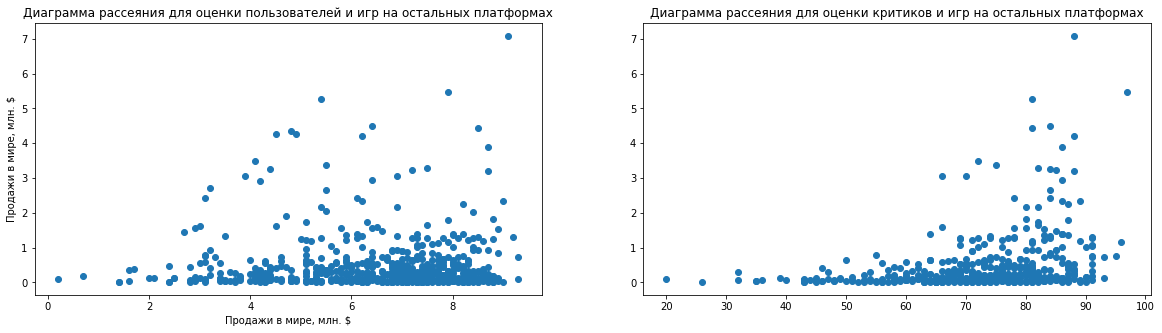 Диаграмма рассеяния для оценки пользователей и игр на остальных платформах
7
6
5
4
3
2
1
0
Продажи в мире, млн. $
0 2 4 6 8
Продажи в мире, млн. $
Диаграмма рассеяния для оценки критиков и игр на остальных платформах
7
6
5
4
3
2
1
0
20 30 40 50 60 70 80 90 100